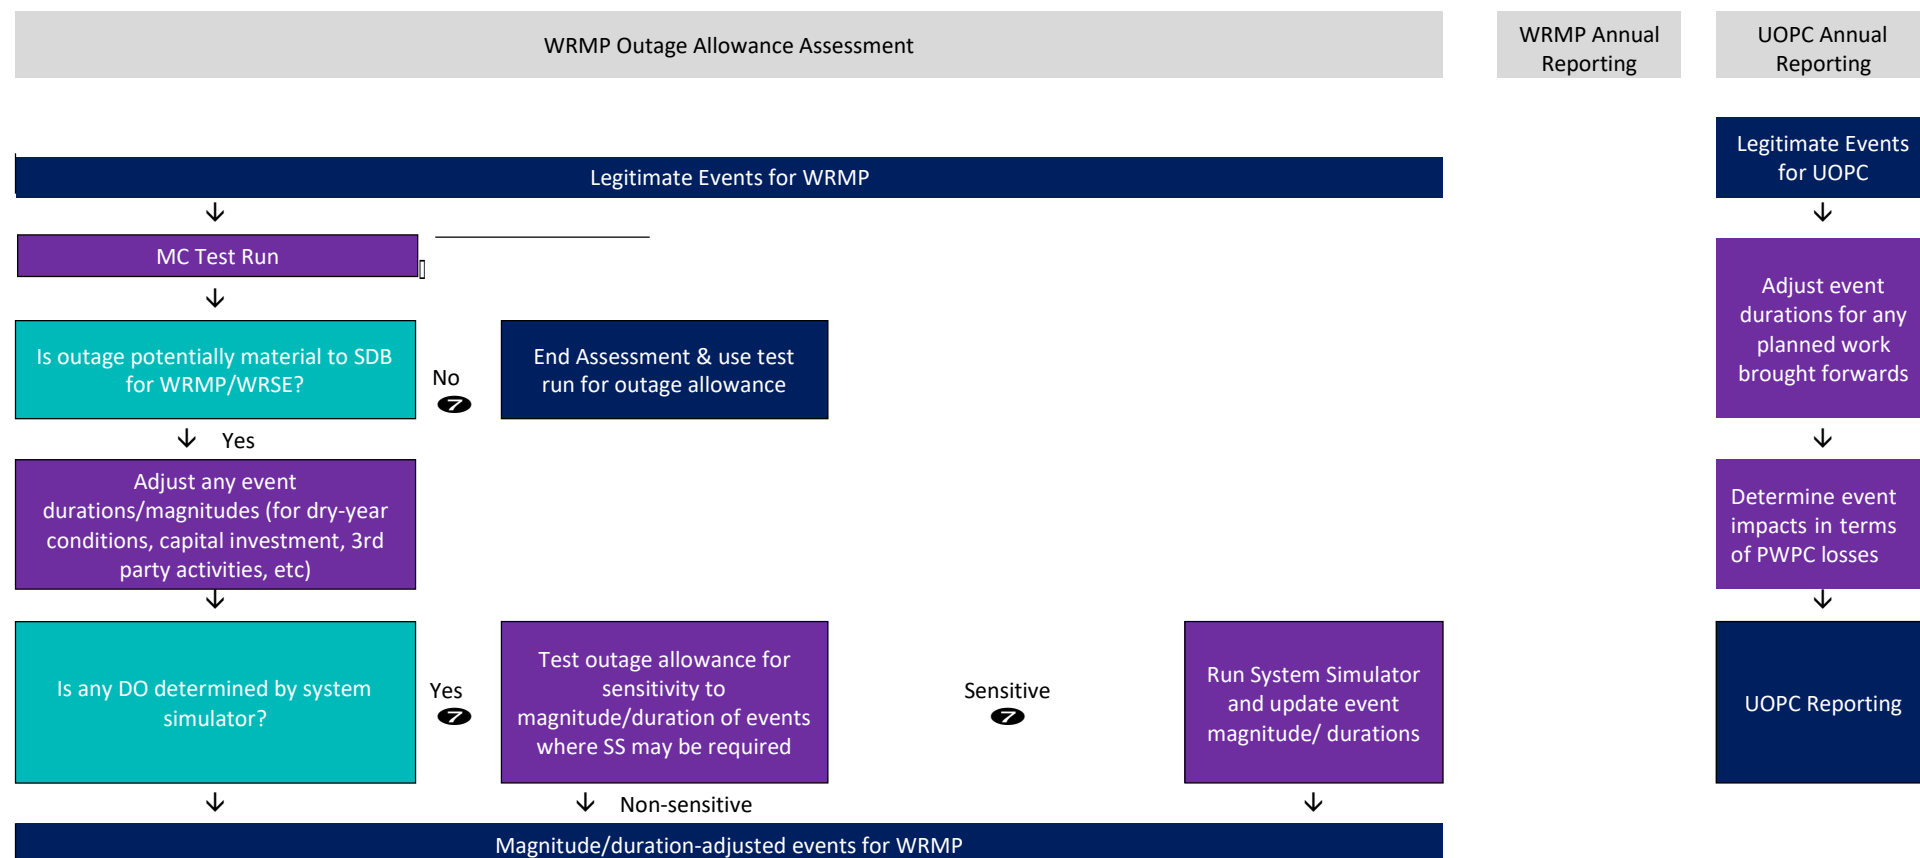 WRMP Outage Allowance Assessment
WRMP Annual
Reporting
UOPC Annual
Reporting
Legitimate Events for WRMP
Legitimate Events
for UOPC
MC Test Run
Is outage potentially material to SDB
for WRMP/WRSE?
No
End Assessment & use test
run for outage allowance
Adjust event
durations for any
planned work
brought forwards
Yes
Adjust any event
durations/magnitudes (for dry-year
conditions, capital investment, 3rd
party activities, etc)
Determine event
impacts in terms
of PWPC losses
Is any DO determined by system
simulator?
Yes
Test outage allowance for
sensitivity to
magnitude/duration of events
where SS may be required
Sensitive
Run System Simulator
and update event
magnitude/ durations
UOPC Reporting
Non-sensitive
Magnitude/duration-adjusted events for WRMP